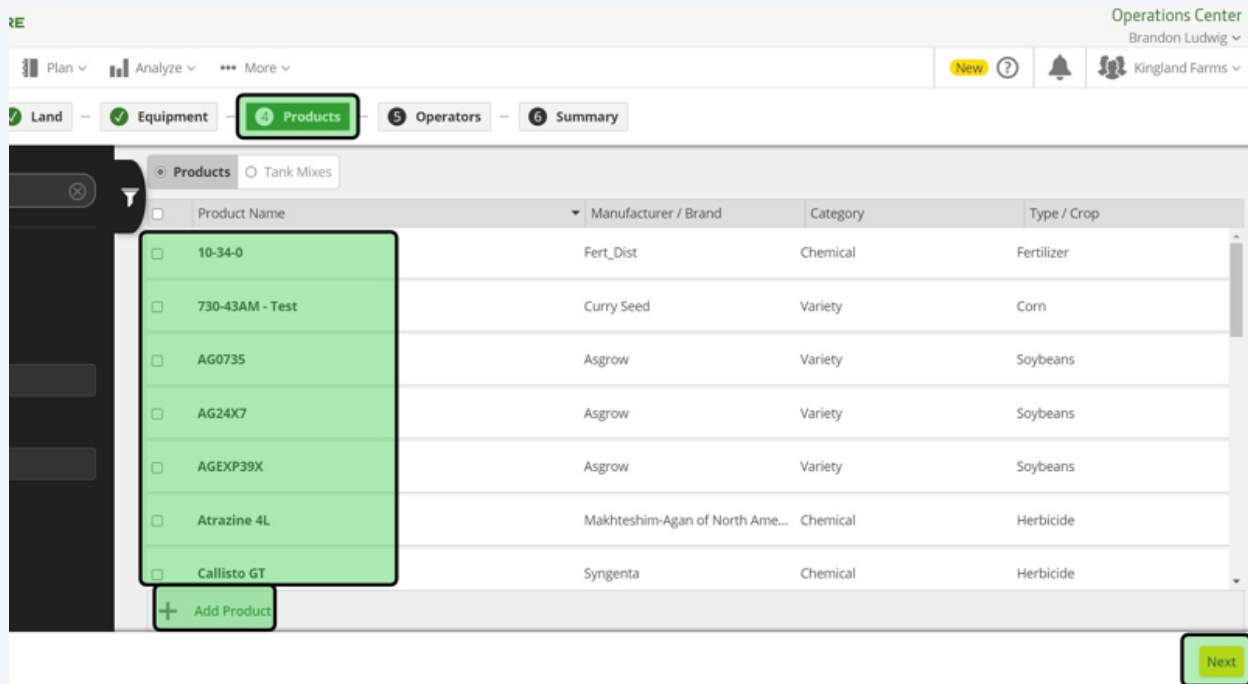 RE
Operations Center
Brandon Ludwig
Plan Analyze More New ? Kingland Farms
Land Equipment 4 Products 5 Operators 6 Summary
Products Tank Mixes
Product Name Manufacturer / Brand Category Type / Crop
10-34-0 Fert_Dist Chemical Fertilizer
730-43AM - Test Curry Seed Variety Corn
AG0735 Asgrow Variety Soybeans
AG24X7 Asgrow Variety Soybeans
AGEXP39X Asgrow Variety Soybeans
Atrazine 4L Makhteshim-Agan of North Ame... Chemical Herbicide
Callisto GT Syngenta Chemical Herbicide
+ Add Product
Next